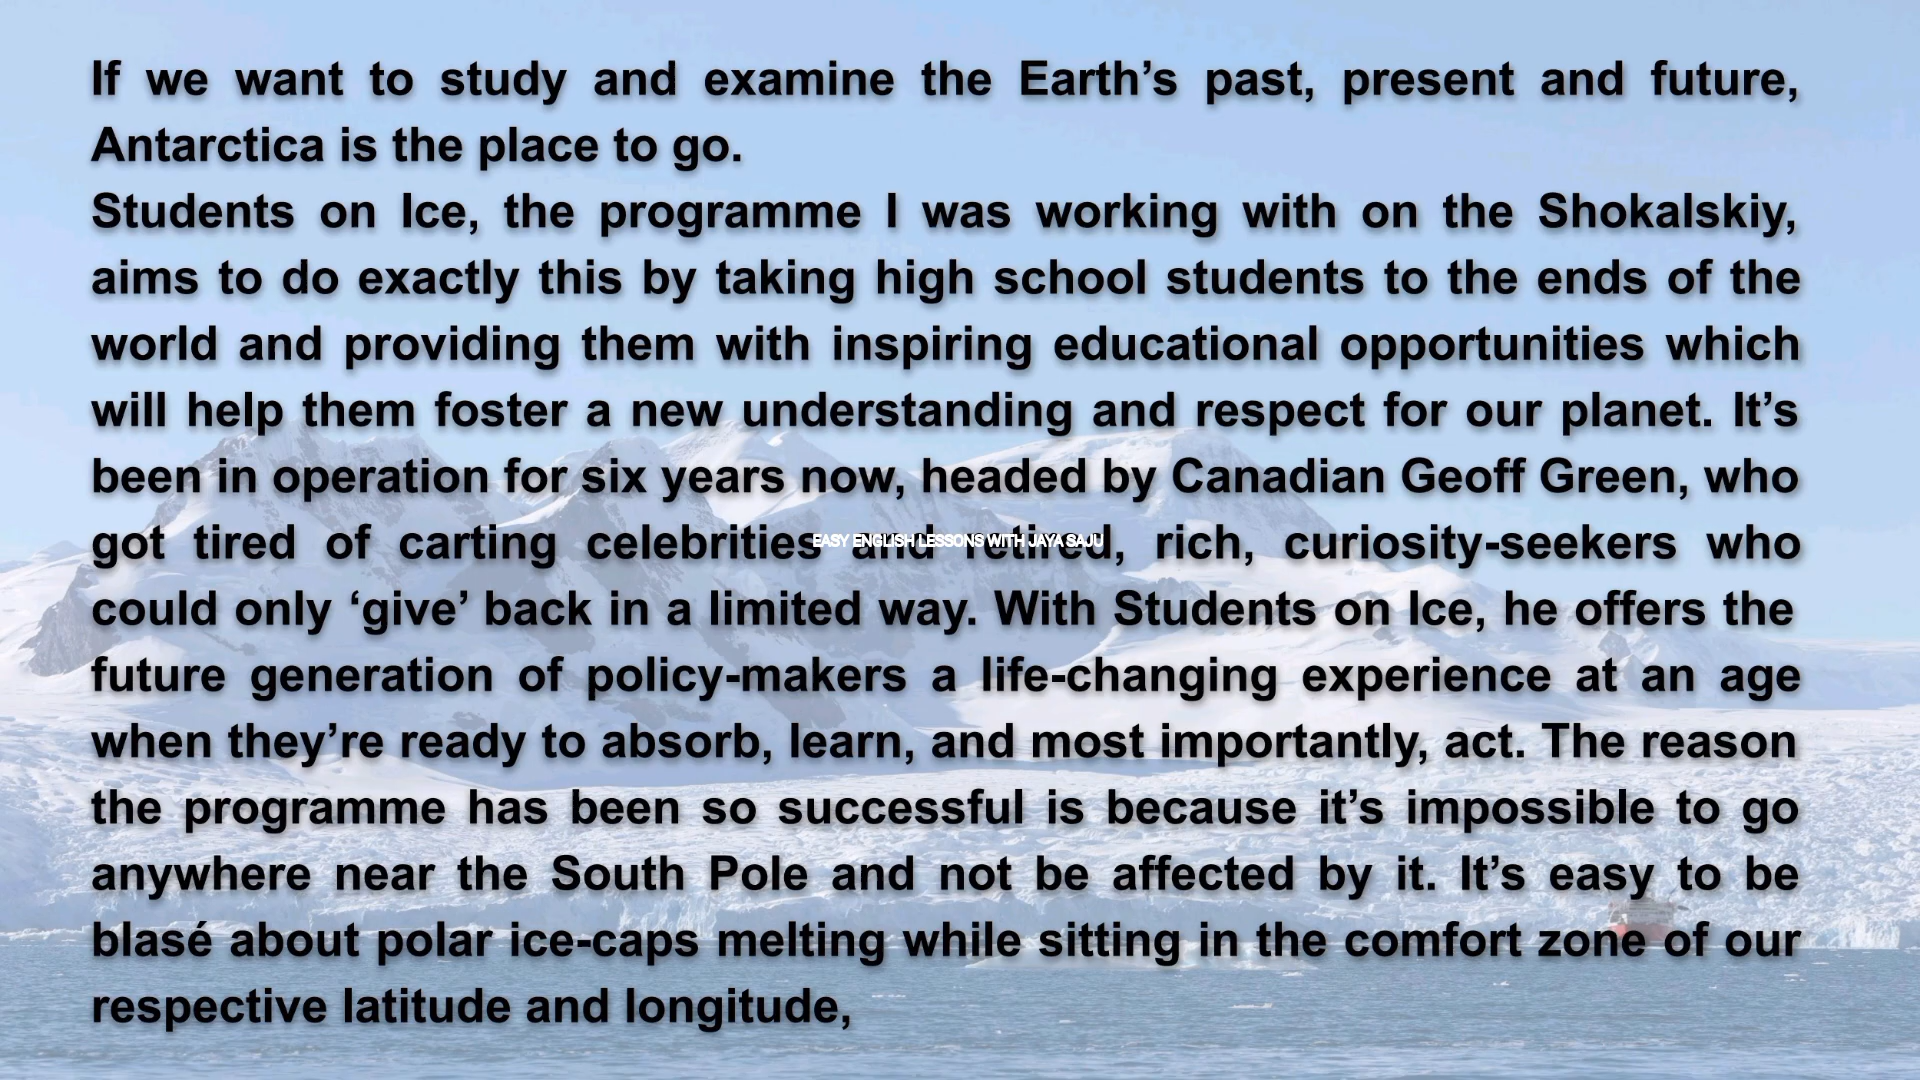 If we want to study and examine the Earth’s past, present and future,
Antarctica is the place to go.
Students on Ice, the programme I was working with on the Shokalskiy,
aims to do exactly this by taking high school students to the ends of the
world and providing them with inspiring educational opportunities which
will help them foster a new understanding and respect for our planet. It’s
been in operation for six years now, headed by Canadian Geoff Green, who
got tired of carting celebrities and retired, rich, curiosity-seekers who
EASY ENGLISH LESSONS WITH JAYA SAJU
could only ‘give’ back in a limited way. With Students on Ice, he offers the
future generation of policy-makers a life-changing experience at an age
when they’re ready to absorb, learn, and most importantly, act. The reason
the programme has been so successful is because it’s impossible to go
anywhere near the South Pole and not be affected by it. It’s easy to be
blasé about polar ice-caps melting while sitting in the comfort zone of our
respective latitude and longitude,